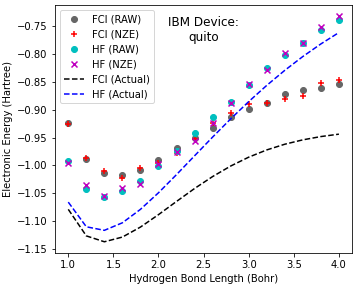 FCI (RAW)
FCI (NZE)
HF (RAW)
HF (NZE)
FCI (Actual)
HF (Actual)
IBM Device:
quito
Electronic Energy (Hartree)
−0.75
−0.80
−0.85
−0.90
−0.95
−1.00
−1.05
−1.10
−1.15
1.0 1.5 2.0 2.5 3.0 3.5 4.0
Hydrogen Bond Length (Bohr)